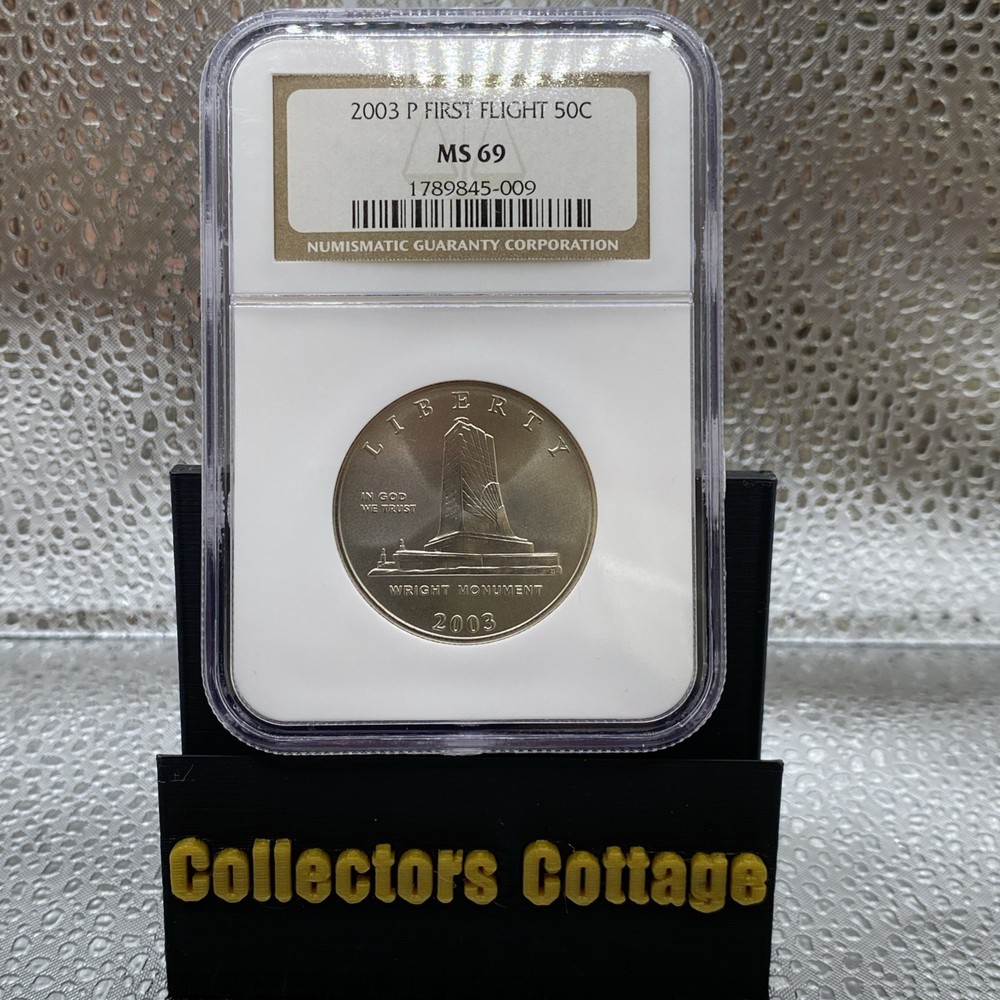 2003 P FIRST FLIGHT 50C
MS 69
1789845-009
NUMISMATIC GUARANTY CORPORATION
LIBERTY
IN GOD
WE TRUST
WRIGHT MONUMENT
2003
Collectors Cottage